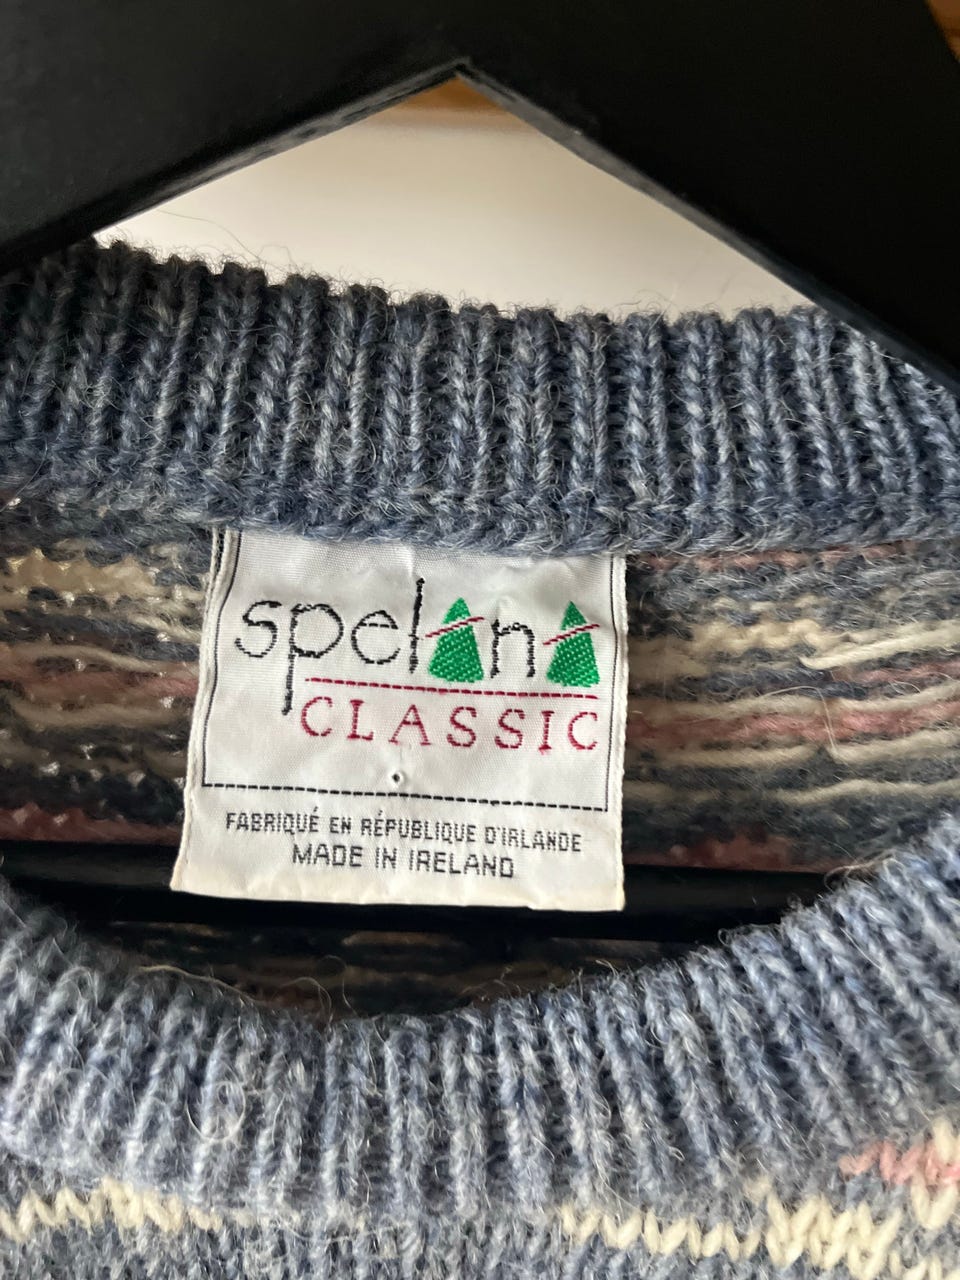 spelana
CLASSIC
FABRIQUÉ EN RÉPUBLIQUE D'IRLANDE
MADE IN IRELAND